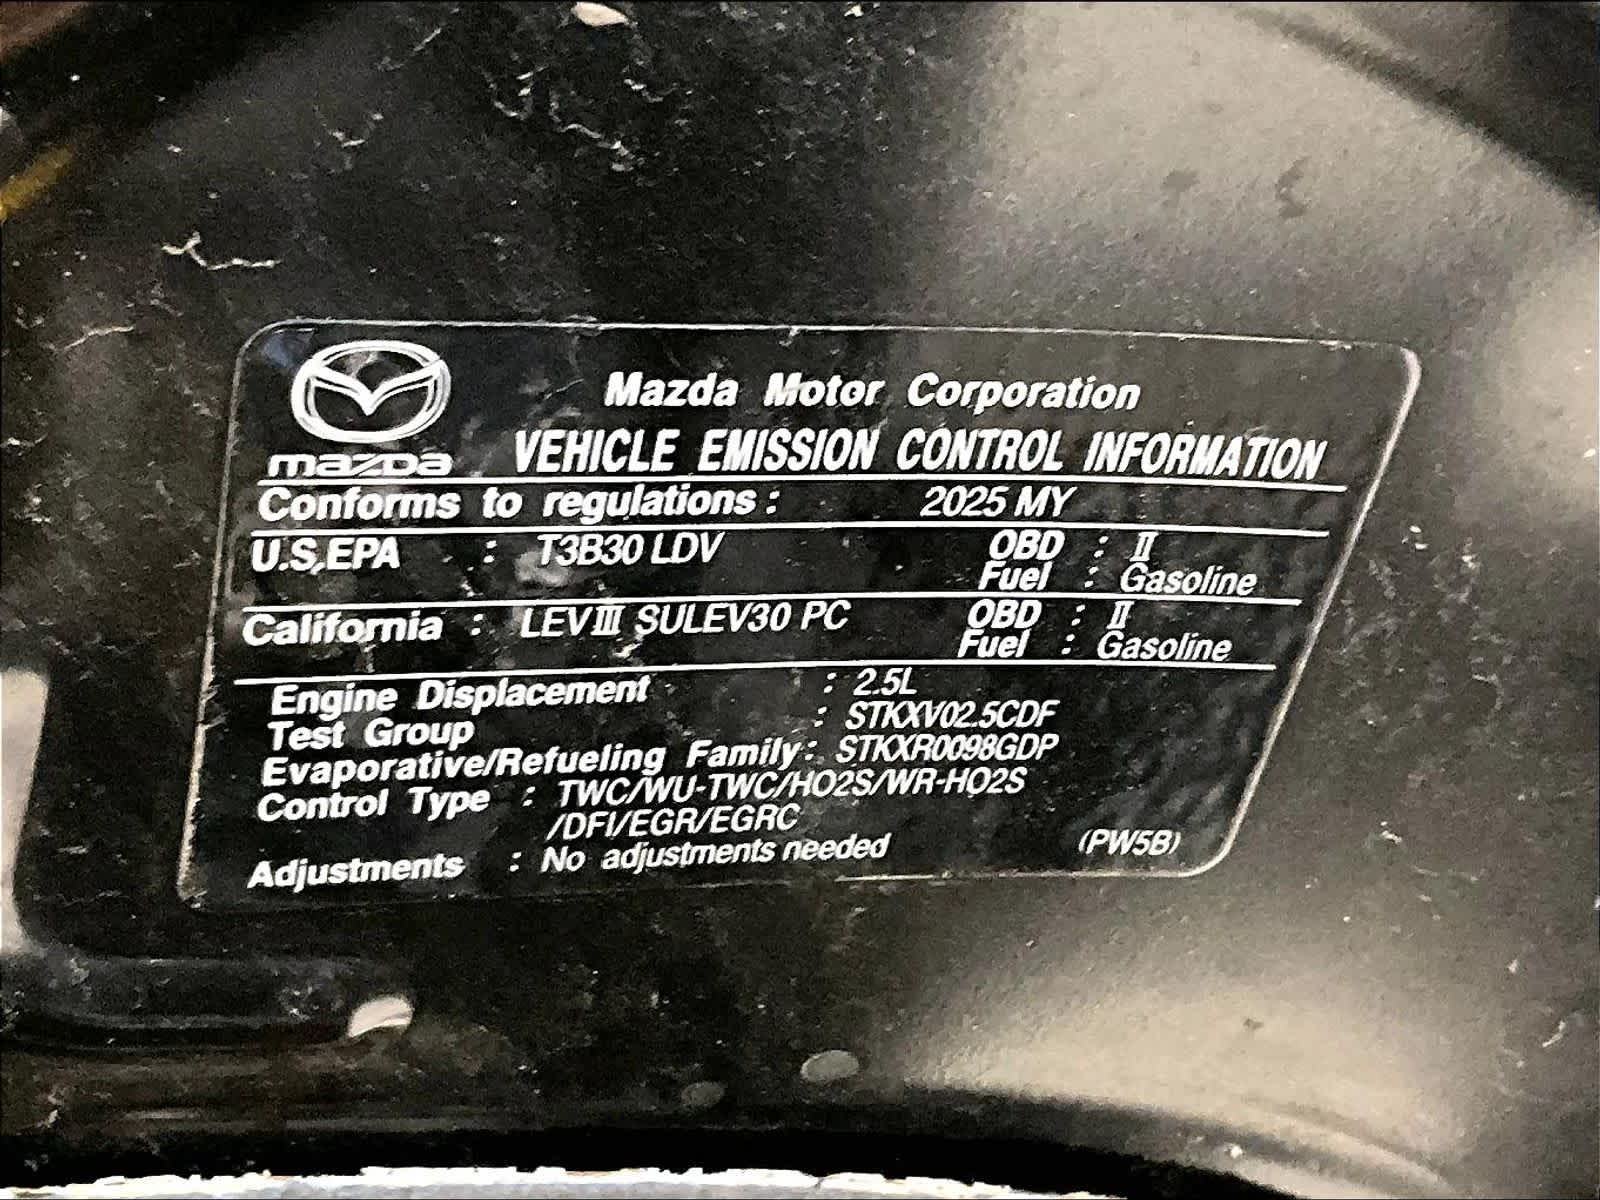 Mazda Motor Corporation
mazda VEHICLE EMISSION CONTROL INFORMATION
Conforms to regulations : 2025 MY
U.S.EPA : T3B30 LDV OBD : II
Fuel : Gasoline
California : LEVIII SULEV30 PC OBD : II
Fuel : Gasoline
Engine Displacement : 2.5L
Test Group : STKXV02.5CDF
Evaporative/Refueling Family : STKXR0098GDP
Control Type : TWC/WU-TWC/HO2S/WR-HO2S
/DFI/EGR/EGRC
Adjustments : No adjustments needed (PW5B)